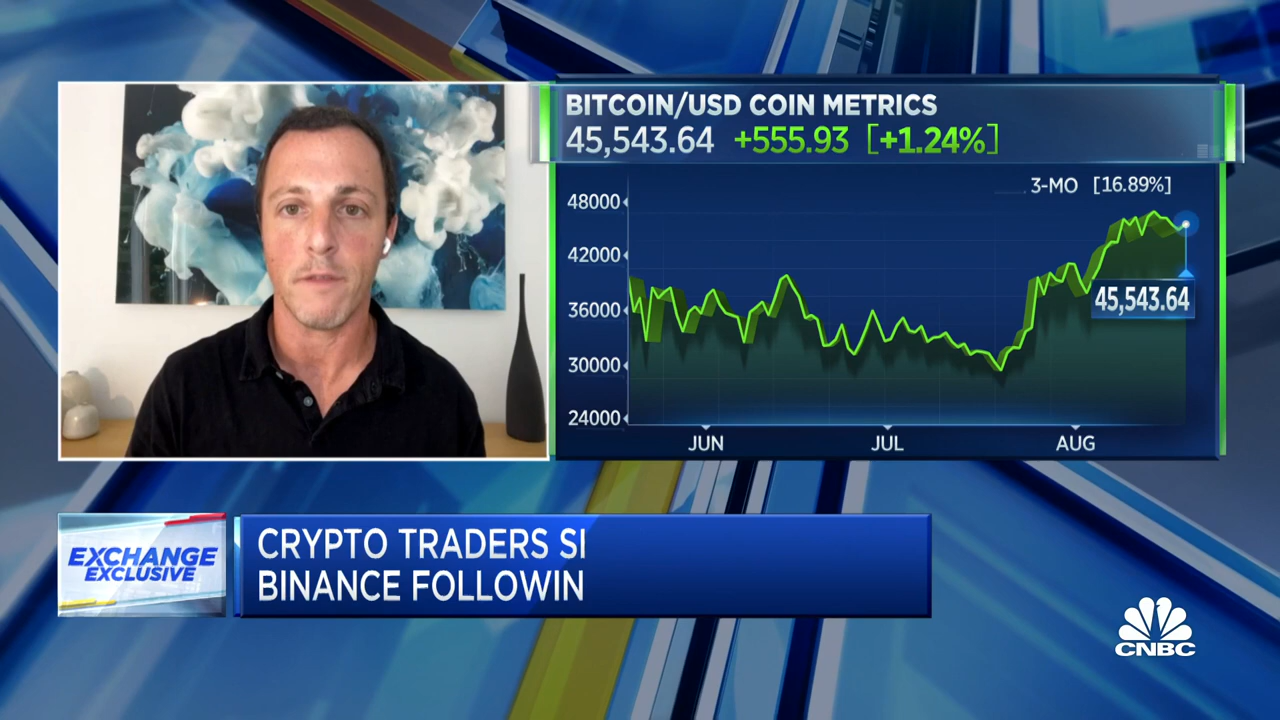 BITCOIN/USD COIN METRICS
45,543.64 +555.93 [+1.24%]
3-MO [16.89%]
48000
42000
36000
30000
24000
45,543.64
JUN JUL AUG
EXCHANGE
EXCLUSIVE
CRYPTO TRADERS SI
BINANCE FOLLOWIN
CNBC